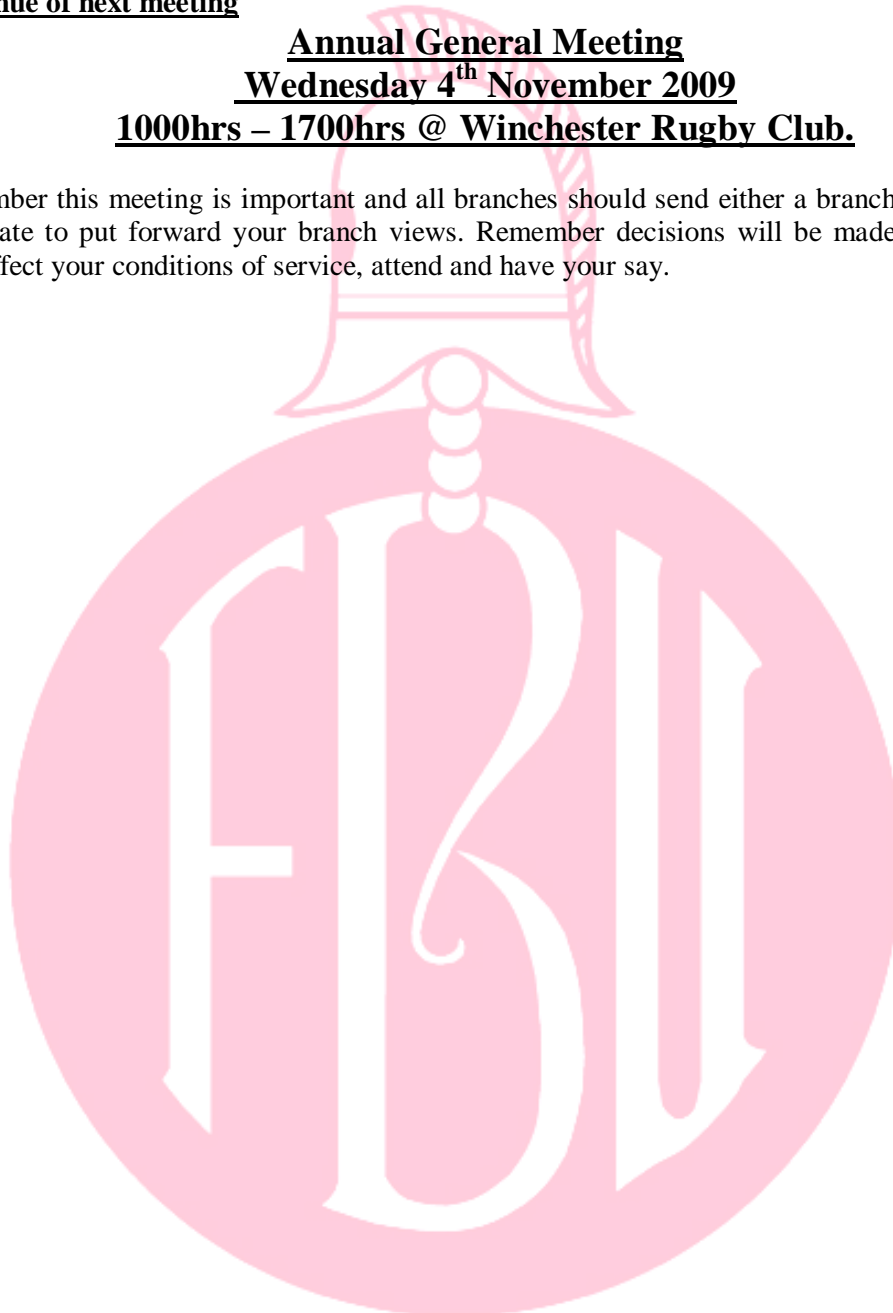 nue of next meeting
Annual General Meeting
Wednesday 4th November 2009
1000hrs – 1700hrs @ Winchester Rugby Club.
mber this meeting is important and all branches should send either a branch
ate to put forward your branch views. Remember decisions will be made
ffect your conditions of service, attend and have your say.
FBU